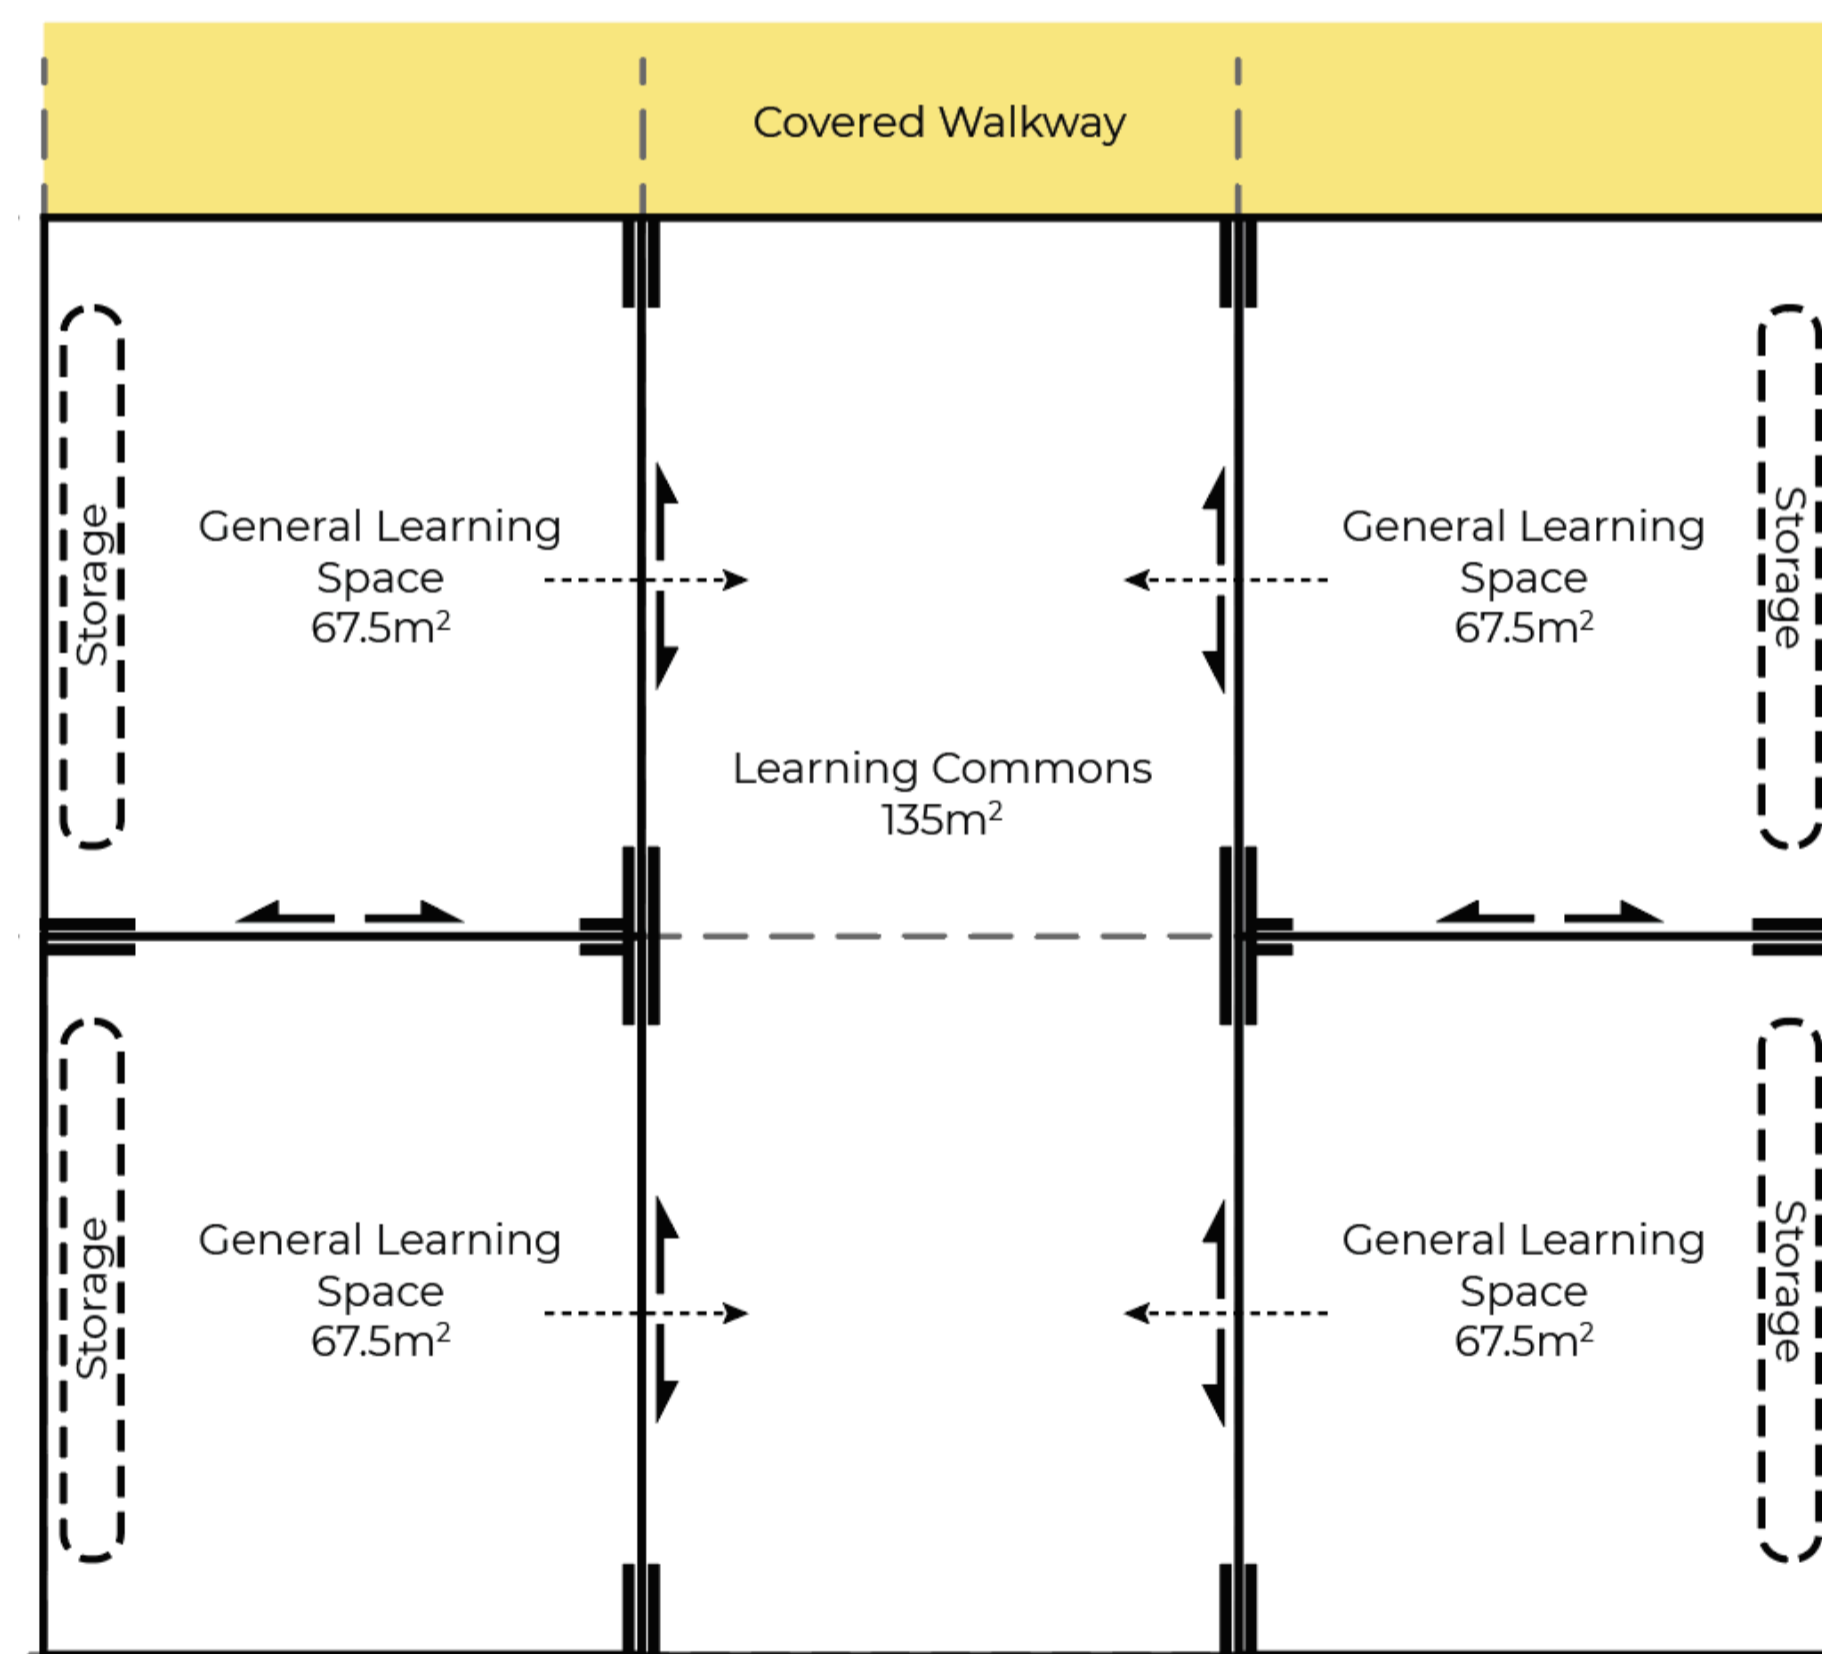 Covered Walkway
Storage
General Learning
Space
67.5m²
General Learning
Space
67.5m²
Storage
Learning Commons
135m²
Storage
General Learning
Space
67.5m²
General Learning
Space
67.5m²
Storage